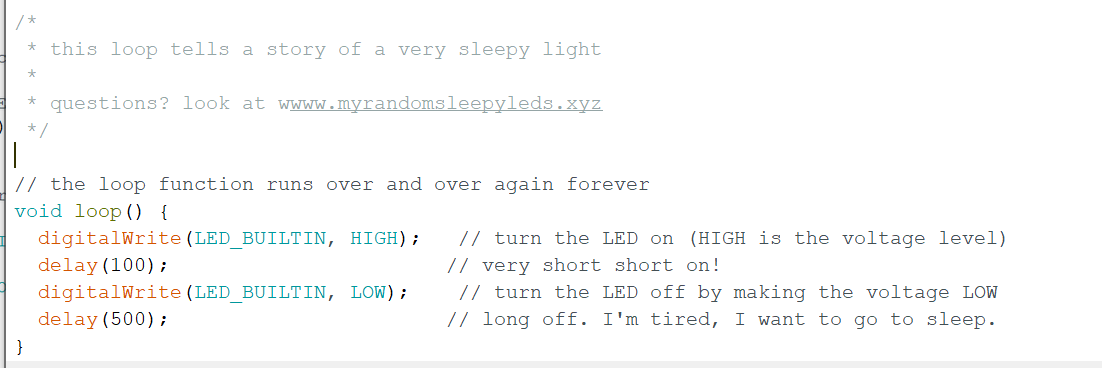 /*
 * this loop tells a story of a very sleepy light
 *
 * questions? look at wwww.myrandomsleepyleds.xyz
 */
// the loop function runs over and over again forever
void loop() {
  digitalWrite(LED_BUILTIN, HIGH);   // turn the LED on (HIGH is the voltage level)
  delay(100);                       // very short short on!
  digitalWrite(LED_BUILTIN, LOW);    // turn the LED off by making the voltage LOW
  delay(500);                       // long off. I'm tired, I want to go to sleep.
}